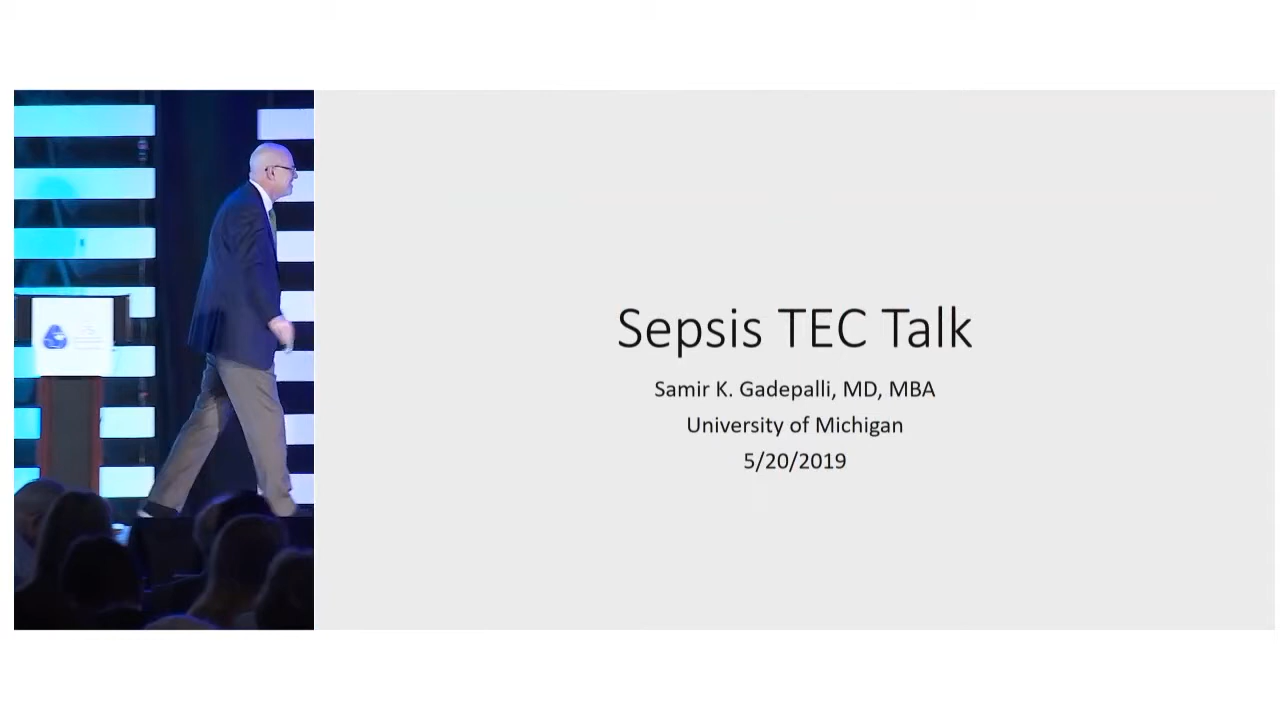 Sepsis TEC Talk
Samir K. Gadepalli, MD, MBA
University of Michigan
5/20/2019